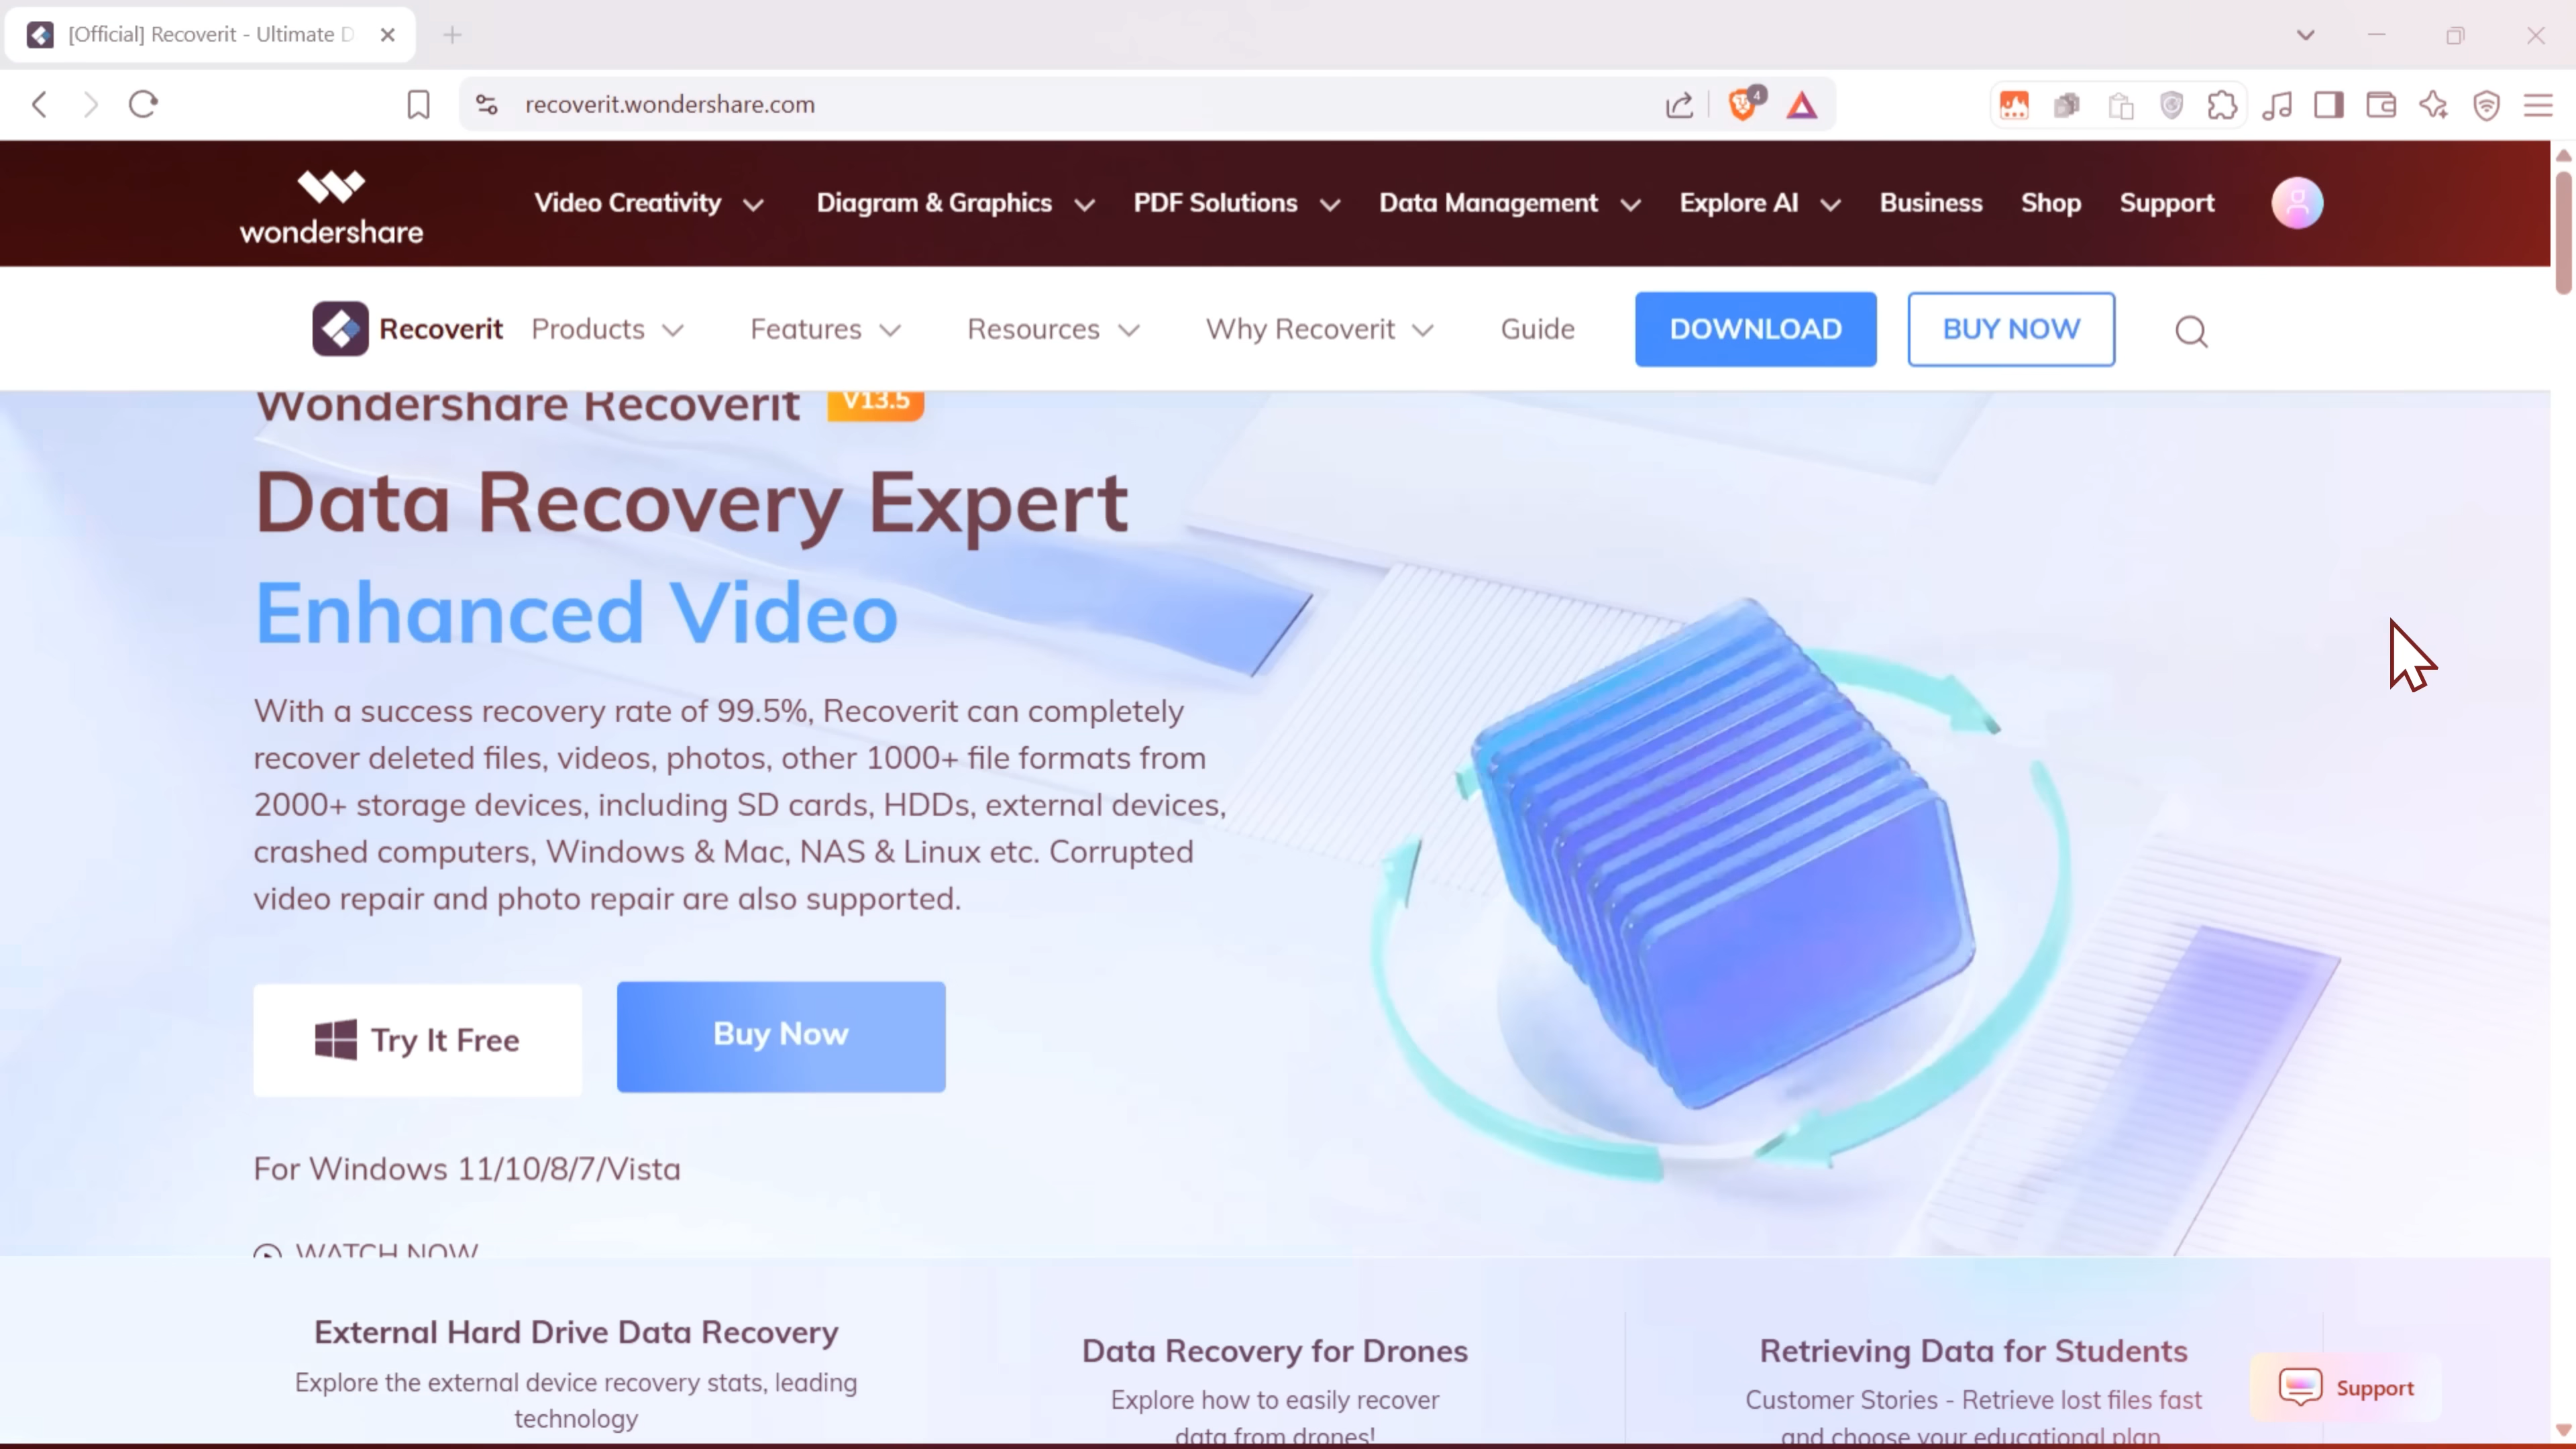 [Official] Recoverit - Ultimate D
recoverit.wondershare.com
4
wondershare
Video Creativity
Diagram & Graphics
PDF Solutions
Data Management
Explore AI
Business
Shop
Support
Recoverit
Products
Features
Resources
Why Recoverit
Guide
DOWNLOAD
BUY NOW
Wondershare Recoverit
V13.5
Data Recovery Expert
Enhanced Video
With a success recovery rate of 99.5%, Recoverit can completely
recover deleted files, videos, photos, other 1000+ file formats from
2000+ storage devices, including SD cards, HDDs, external devices,
crashed computers, Windows & Mac, NAS & Linux etc. Corrupted
video repair and photo repair are also supported.
Try It Free
Buy Now
For Windows 11/10/8/7/Vista
WATCH NOW
External Hard Drive Data Recovery
Explore the external device recovery stats, leading
technology
Data Recovery for Drones
Explore how to easily recover
data from drones!
Retrieving Data for Students
Customer Stories - Retrieve lost files fast
and choose your educational plan
Support